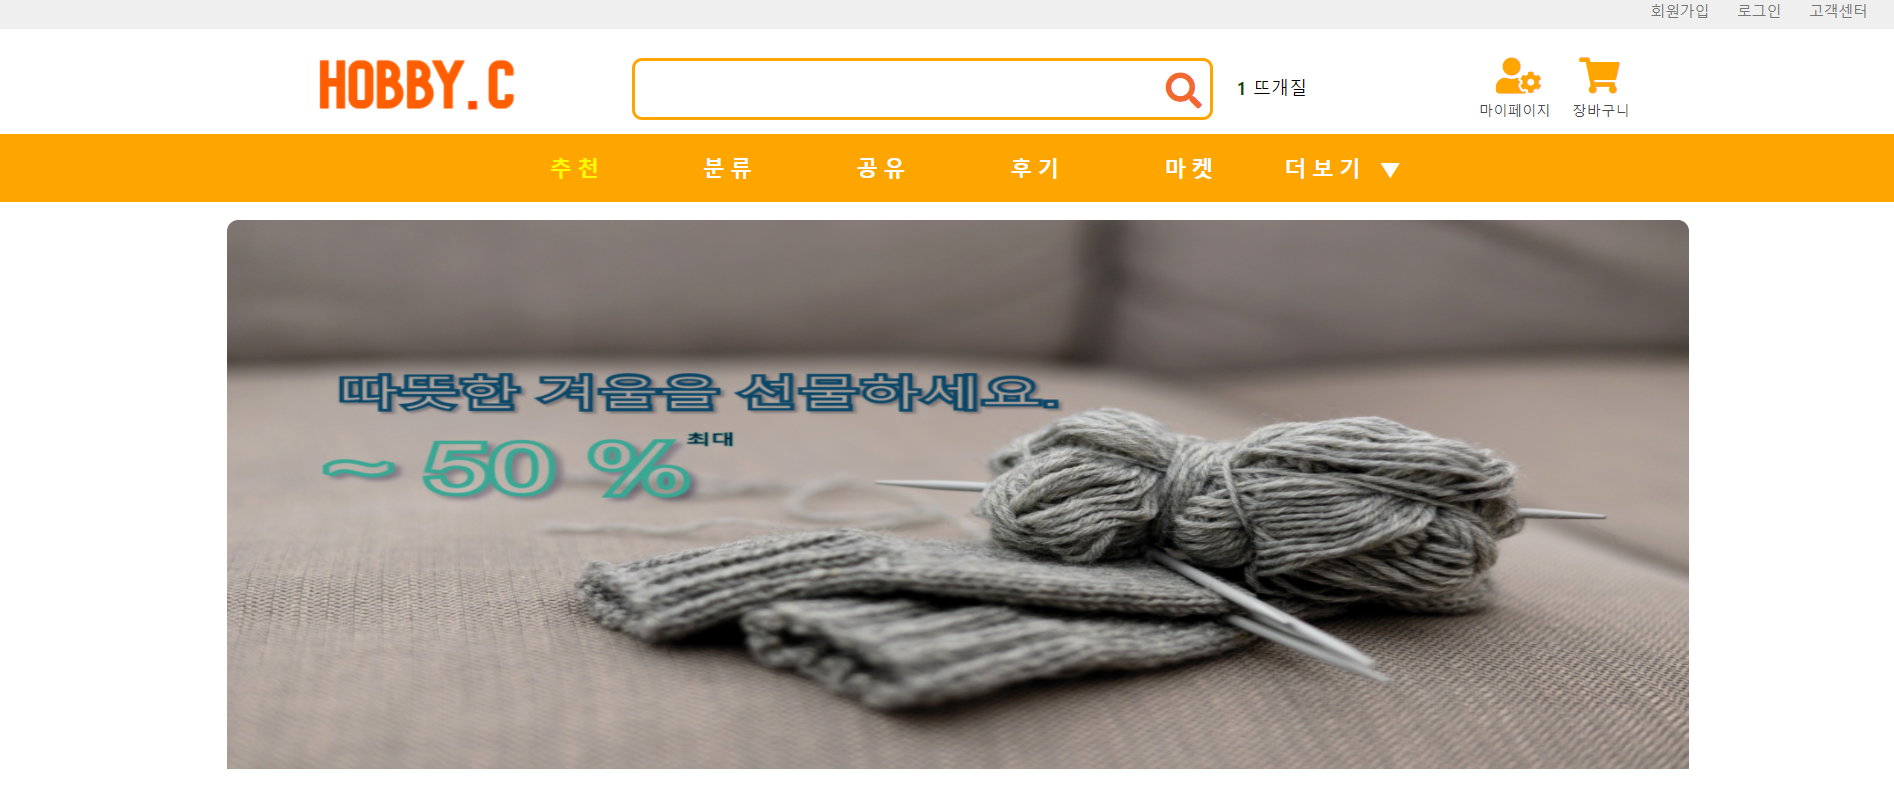 회원가입 로그인 고객센터
HOBBY.C
1 뜨개질
마이페이지 장바구니
추천 분류 공유 후기 마켓 더보기 ▼
따뜻한 겨울을 선물하세요.
~ 50 % 최대